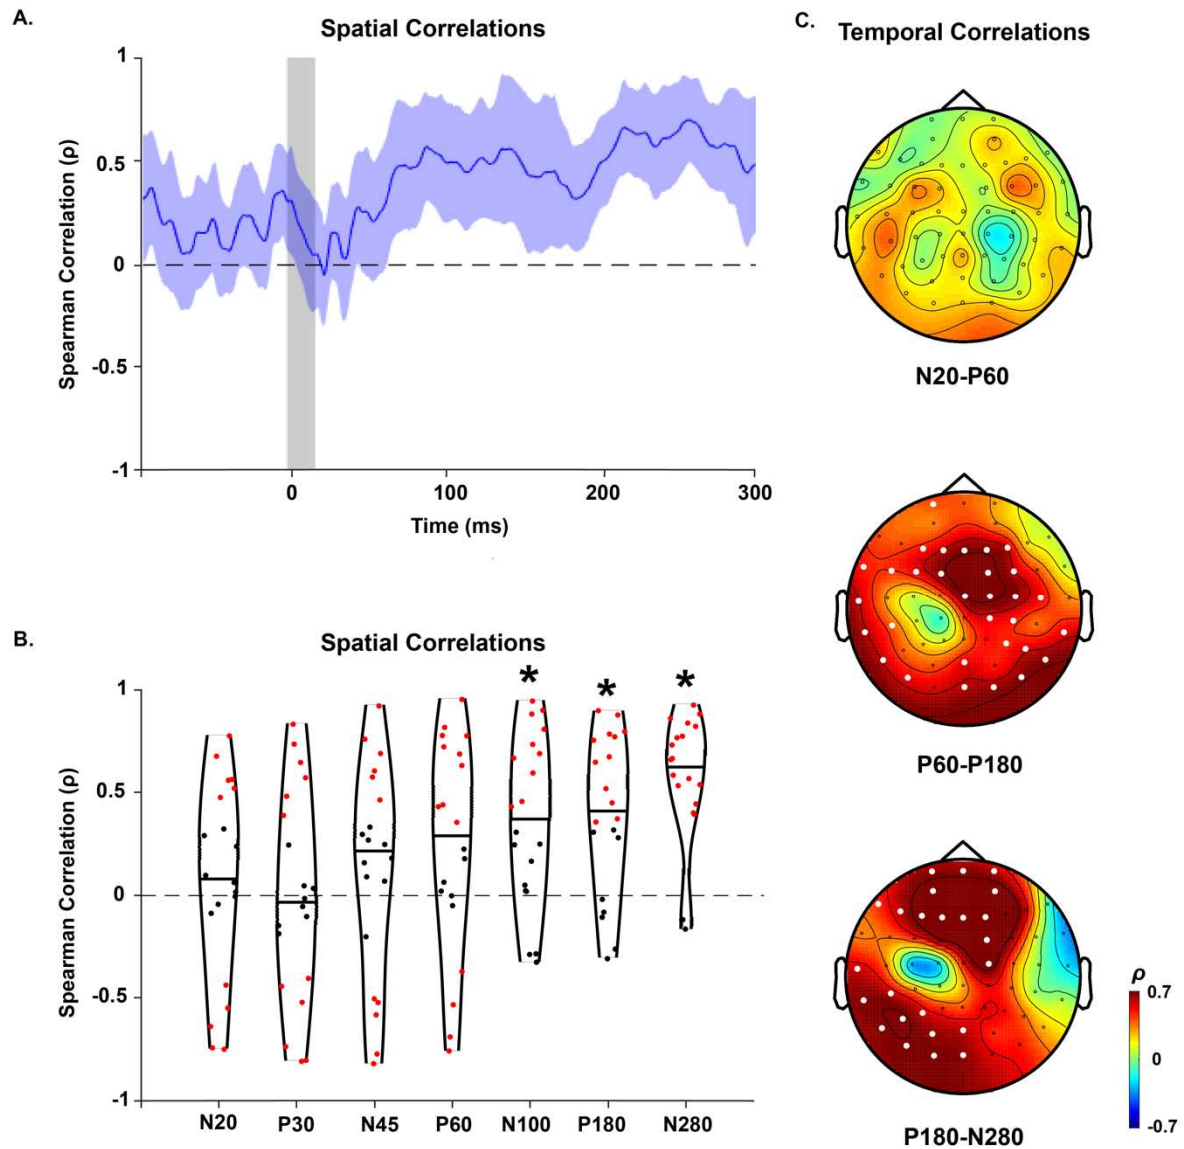 A.
Spatial Correlations
Spearman Correlation (ρ)
1
0.5
0
-0.5
-1
0
100
200
300
Time (ms)
B.
Spatial Correlations
Spearman Correlation (ρ)
1
0.5
0
-0.5
-1
* * *
N20 P30 N45 P60 N100 P180 N280
C.
Temporal Correlations
N20-P60
P60-P180
P180-N280
ρ
0.7
0
-0.7